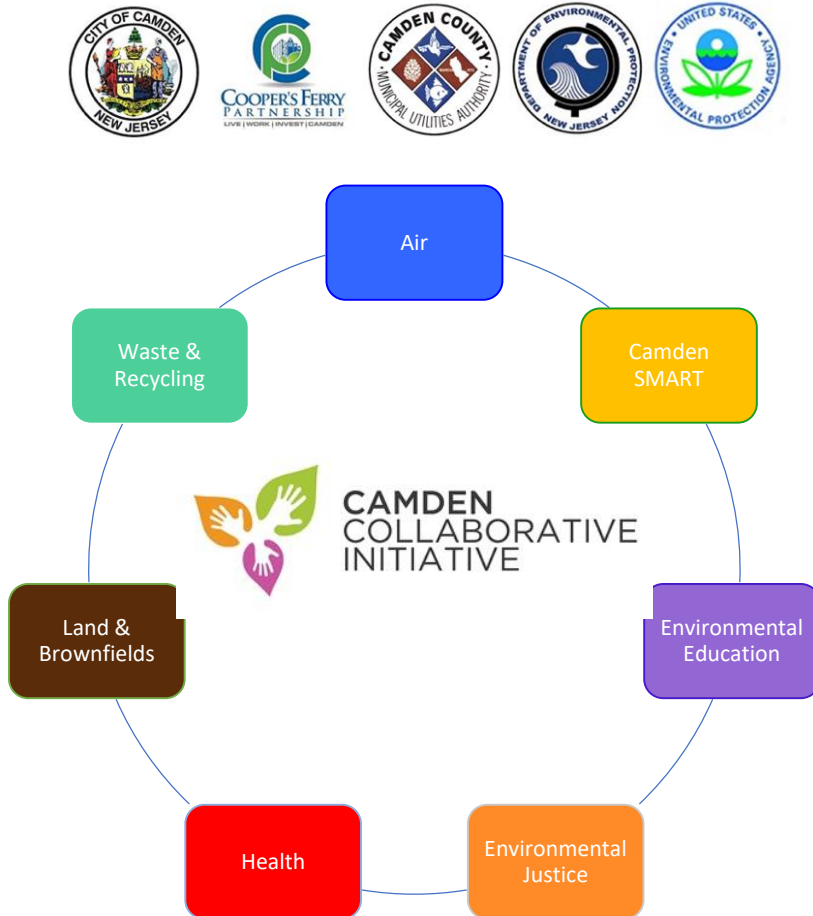 CITY OF CAMDEN
NEW JERSEY
COOPER'S FERRY
PARTNERSHIP
LIVE | WORK | INVEST | CAMDEN
CAMDEN COUNTY
MUNICIPAL UTILITIES AUTHORITY
DEPARTMENT OF ENVIRONMENTAL PROTECTION
NEW JERSEY
UNITED STATES
ENVIRONMENTAL PROTECTION AGENCY
Air
Waste &
Recycling
Camden
SMART
CAMDEN
COLLABORATIVE
INITIATIVE
Land &
Brownfields
Environmental
Education
Health
Environmental
Justice